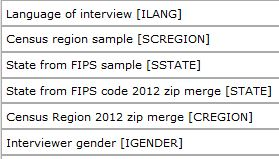 Language of interview [ILANG]
Census region sample [SCREGION]
State from FIPS sample [SSTATE]
State from FIPS code 2012 zip merge [STATE]
Census Region 2012 zip merge [CREGION]
Interviewer gender [IGENDER]